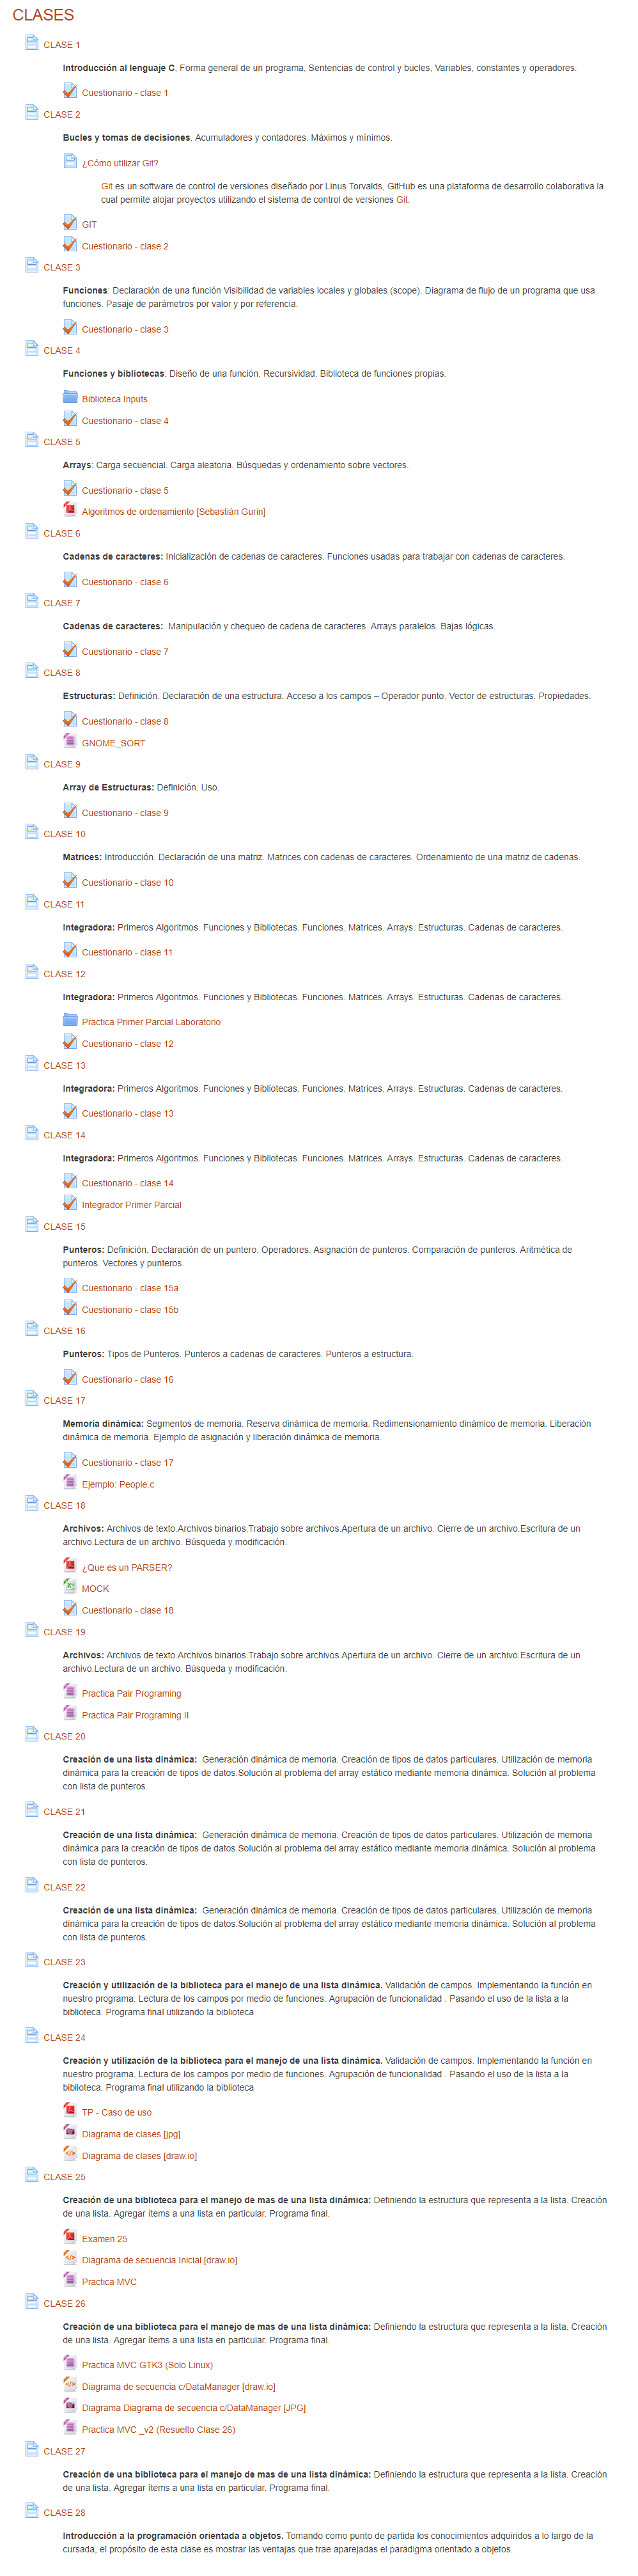 CLASES
CLASE 1
Introducción al lenguaje C, Forma general de un programa, Sentencias de control y bucles, Variables, constantes y operadores.
Cuestionario - clase 1
CLASE 2
Bucles y tomas de decisiones. Acumuladores y contadores. Máximos y mínimos.
¿Cómo utilizar Git?
Git es un software de control de versiones diseñado por Linus Torvalds, GitHub es una plataforma de desarrollo colaborativa la
cual permite alojar proyectos utilizando el sistema de control de versiones Git.
GIT
Cuestionario - clase 2
CLASE 3
Funciones: Declaración de una función Visibilidad de variables locales y globales (scope). Diagrama de flujo de un programa que usa
funciones. Pasaje de parámetros por valor y por referencia.
Cuestionario - clase 3
CLASE 4
Funciones y bibliotecas: Diseño de una función. Recursividad. Biblioteca de funciones propias.
Biblioteca Inputs
Cuestionario - clase 4
CLASE 5
Arrays: Carga secuencial. Carga aleatoria. Búsquedas y ordenamiento sobre vectores.
Cuestionario - clase 5
Algoritmos de ordenamiento [Sebastián Gurin]
CLASE 6
Cadenas de caracteres: Inicialización de cadenas de caracteres. Funciones usadas para trabajar con cadenas de caracteres.
Cuestionario - clase 6
CLASE 7
Cadenas de caracteres:  Manipulación y chequeo de cadena de caracteres. Arrays paralelos. Bajas lógicas.
Cuestionario - clase 7
CLASE 8
Estructuras: Definición. Declaración de una estructura. Acceso a los campos – Operador punto. Vector de estructuras. Propiedades.
Cuestionario - clase 8
GNOME_SORT
CLASE 9
Array de Estructuras: Definición. Uso.
Cuestionario - clase 9
CLASE 10
Matrices: Introducción. Declaración de una matriz. Matrices con cadenas de caracteres. Ordenamiento de una matriz de cadenas.
Cuestionario - clase 10
CLASE 11
Integradora: Primeros Algoritmos. Funciones y Bibliotecas. Funciones. Matrices. Arrays. Estructuras. Cadenas de caracteres.
Cuestionario - clase 11
CLASE 12
Integradora: Primeros Algoritmos. Funciones y Bibliotecas. Funciones. Matrices. Arrays. Estructuras. Cadenas de caracteres.
Practica Primer Parcial Laboratorio
Cuestionario - clase 12
CLASE 13
Integradora: Primeros Algoritmos. Funciones y Bibliotecas. Funciones. Matrices. Arrays. Estructuras. Cadenas de caracteres.
Cuestionario - clase 13
CLASE 14
Integradora: Primeros Algoritmos. Funciones y Bibliotecas. Funciones. Matrices. Arrays. Estructuras. Cadenas de caracteres.
Cuestionario - clase 14
Integrador Primer Parcial
CLASE 15
Punteros: Definición. Declaración de un puntero. Operadores. Asignación de punteros. Comparación de punteros. Aritmética de
punteros. Vectores y punteros.
Cuestionario - clase 15a
Cuestionario - clase 15b
CLASE 16
Punteros: Tipos de Punteros. Punteros a cadenas de caracteres. Punteros a estructura.
Cuestionario - clase 16
CLASE 17
Memoria dinámica: Segmentos de memoria. Reserva dinámica de memoria. Redimensionamiento dinámico de memoria. Liberación
dinámica de memoria. Ejemplo de asignación y liberación dinámica de memoria.
Cuestionario - clase 17
Ejemplo: People.c
CLASE 18
Archivos: Archivos de texto.Archivos binarios.Trabajo sobre archivos.Apertura de un archivo. Cierre de un archivo.Escritura de un
archivo.Lectura de un archivo. Búsqueda y modificación.
¿Que es un PARSER?
MOCK
Cuestionario - clase 18
CLASE 19
Archivos: Archivos de texto.Archivos binarios.Trabajo sobre archivos.Apertura de un archivo. Cierre de un archivo.Escritura de un
archivo.Lectura de un archivo. Búsqueda y modificación.
Practica Pair Programing
Practica Pair Programing II
CLASE 20
Creación de una lista dinámica:  Generación dinámica de memoria. Creación de tipos de datos particulares. Utilización de memoria
dinámica para la creación de tipos de datos.Solución al problema del array estático mediante memoria dinámica. Solución al problema
con lista de punteros.
CLASE 21
Creación de una lista dinámica:  Generación dinámica de memoria. Creación de tipos de datos particulares. Utilización de memoria
dinámica para la creación de tipos de datos.Solución al problema del array estático mediante memoria dinámica. Solución al problema
con lista de punteros.
CLASE 22
Creación de una lista dinámica:  Generación dinámica de memoria. Creación de tipos de datos particulares. Utilización de memoria
dinámica para la creación de tipos de datos.Solución al problema del array estático mediante memoria dinámica. Solución al problema
con lista de punteros.
CLASE 23
Creación y utilización de la biblioteca para el manejo de una lista dinámica. Validación de campos. Implementando la función en
nuestro programa. Lectura de los campos por medio de funciones. Agrupación de funcionalidad . Pasando el uso de la lista a la
biblioteca. Programa final utilizando la biblioteca
CLASE 24
Creación y utilización de la biblioteca para el manejo de una lista dinámica. Validación de campos. Implementando la función en
nuestro programa. Lectura de los campos por medio de funciones. Agrupación de funcionalidad . Pasando el uso de la lista a la
biblioteca. Programa final utilizando la biblioteca
TP - Caso de uso
Diagrama de clases [jpg]
Diagrama de clases [draw.io]
CLASE 25
Creación de una biblioteca para el manejo de mas de una lista dinámica: Definiendo la estructura que representa a la lista. Creación
de una lista. Agregar ítems a una lista en particular. Programa final.
Examen 25
Diagrama de secuencia Inicial [draw.io]
Practica MVC
CLASE 26
Creación de una biblioteca para el manejo de mas de una lista dinámica: Definiendo la estructura que representa a la lista. Creación
de una lista. Agregar ítems a una lista en particular. Programa final.
Practica MVC GTK3 (Solo Linux)
Diagrama de secuencia c/DataManager [draw.io]
Diagrama Diagrama de secuencia c/DataManager [JPG]
Practica MVC _v2 (Resuelto Clase 26)
CLASE 27
Creación de una biblioteca para el manejo de mas de una lista dinámica: Definiendo la estructura que representa a la lista. Creación
de una lista. Agregar ítems a una lista en particular. Programa final.
CLASE 28
Introducción a la programación orientada a objetos. Tomando como punto de partida los conocimientos adquiridos a lo largo de la
cursada, el propósito de esta clase es mostrar las ventajas que trae aparejadas el paradigma orientado a objetos.